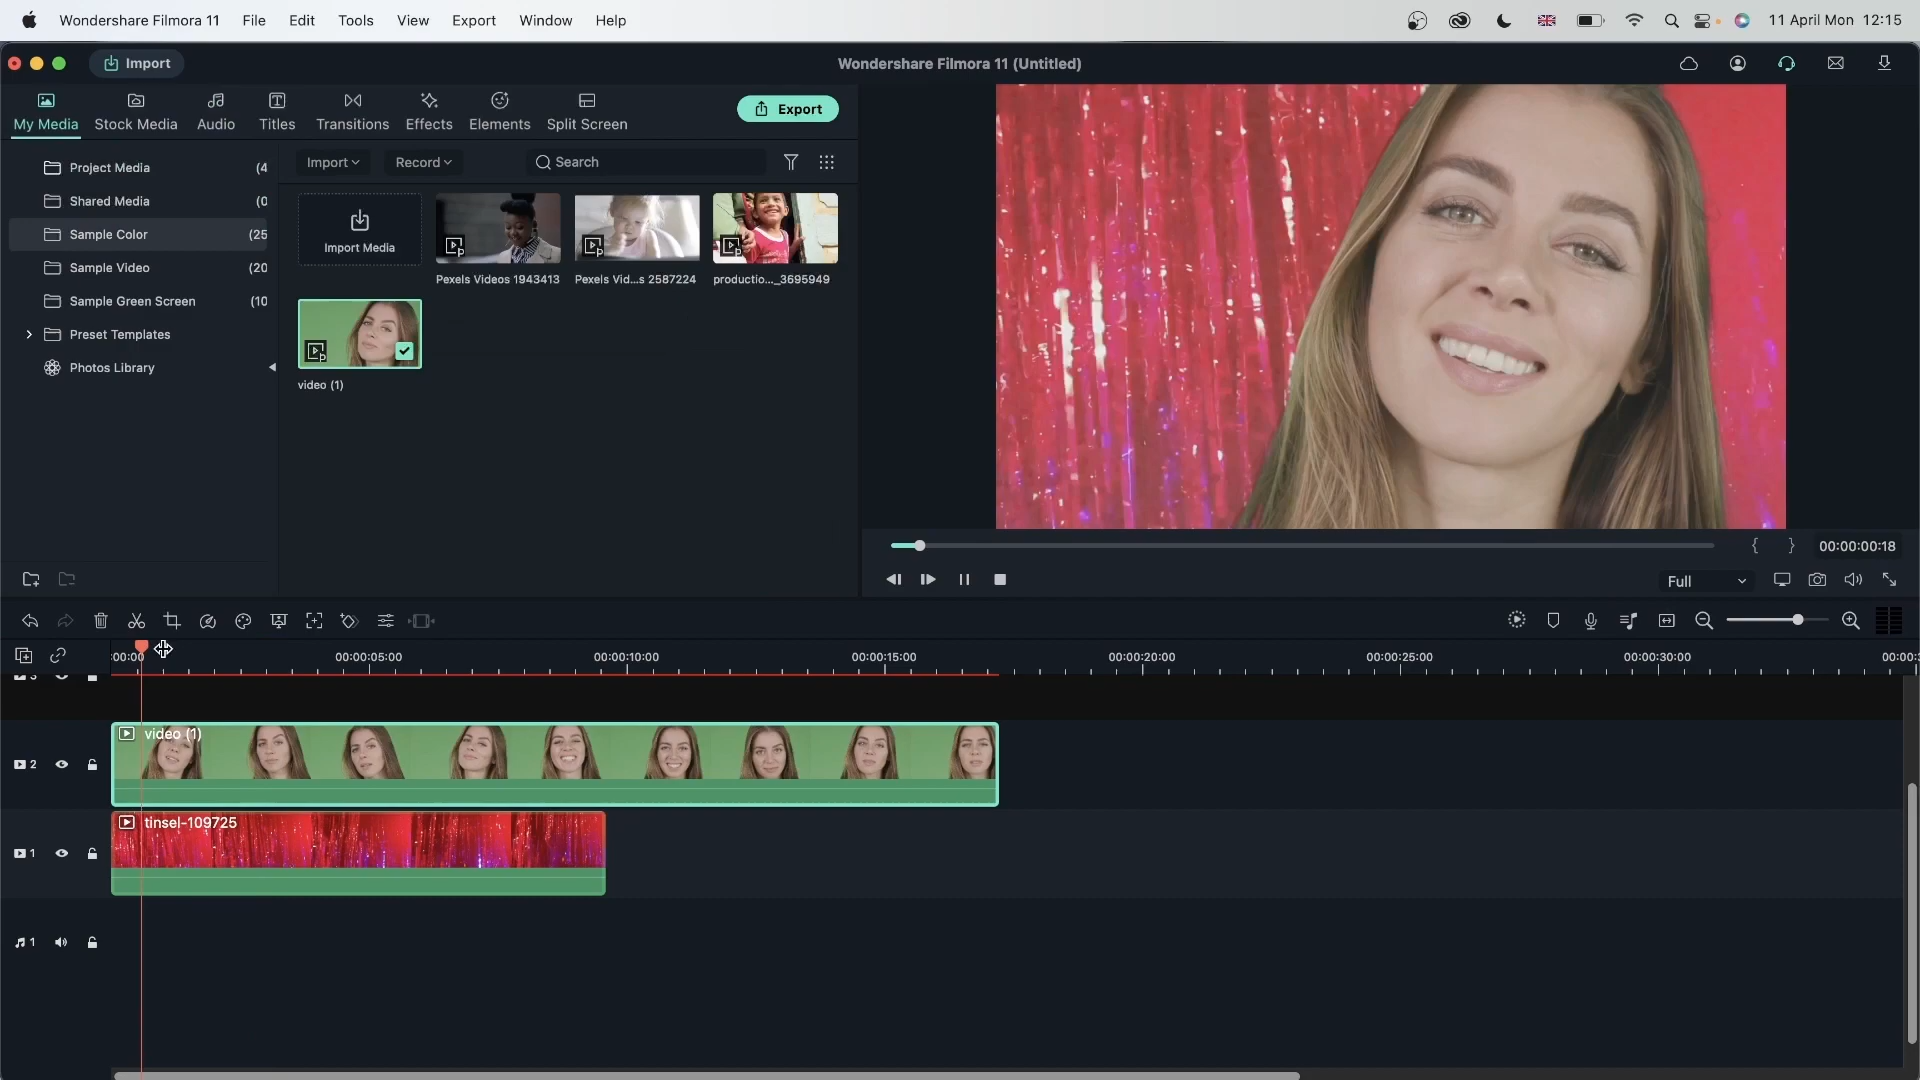 Wondershare Filmora 11 File Edit Tools View Export Window Help 11 April Mon 12:15
Import Wondershare Filmora 11 (Untitled)
My Media Stock Media Audio Titles Transitions Effects Elements Split Screen Export
Project Media (4
Shared Media (0
Sample Color (25
Sample Video (20
Sample Green Screen (10
Preset Templates
Photos Library
Import Record Search
Import Media
Pexels Videos 1943413 Pexels Vid...s 2587224 productio..._3695949
video (1)
{ } 00:00:00:18
Full
:00:00 00:00:05:00 00:00:10:00 00:00:15:00 00:00:20:00 00:00:25:00 00:00:30:00 00:00:
video (1)
2
tinsel-109725
1
1